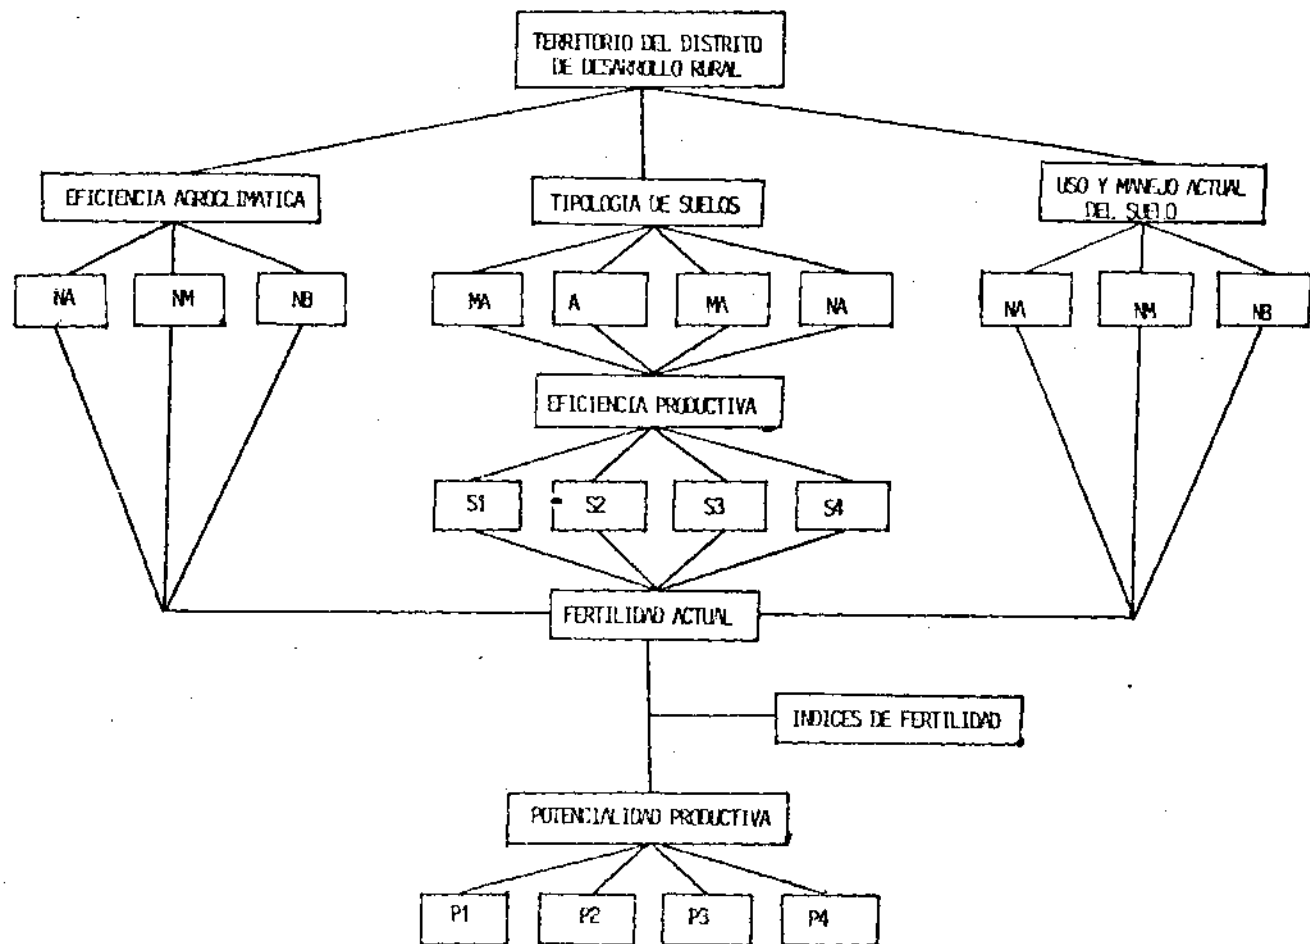 TERRITORIO DEL DISTRITO
DE DESARROLLO RURAL
EFICIENCIA AGROCLIMATICA
TIPOLOGIA DE SUELOS
USO Y MANEJO ACTUAL
DEL SUELO
NA
NM
NB
MA
A
MA
NA
NA
NM
NB
EFICIENCIA PRODUCTIVA
S1
S2
S3
S4
FERTILIDAD ACTUAL
INDICES DE FERTILIDAD
POTENCIALIDAD PRODUCTIVA
P1
P2
P3
P4